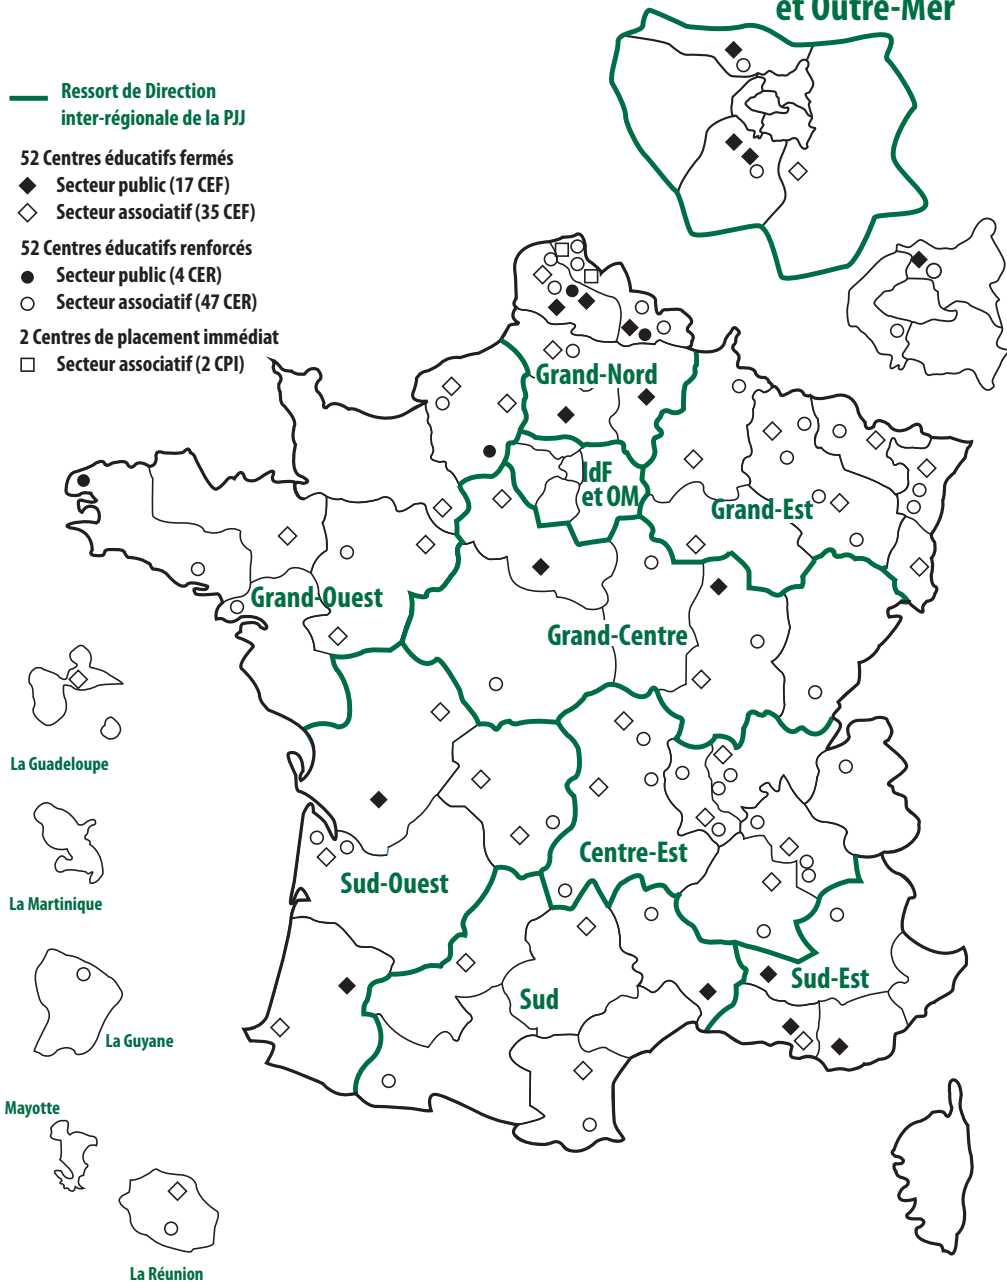 et Outre-Mer
Ressort de Direction
inter-régionale de la PJJ
52 Centres éducatifs fermés
Secteur public (17 CEF)
Secteur associatif (35 CEF)
52 Centres éducatifs renforcés
Secteur public (4 CER)
Secteur associatif (47 CER)
2 Centres de placement immédiat
Secteur associatif (2 CPI)
Grand-Nord
IdF
et OM
Grand-Est
Grand-Ouest
Grand-Centre
La Guadeloupe
Centre-Est
Sud-Ouest
La Martinique
Sud-Est
Sud
La Guyane
Mayotte
La Réunion